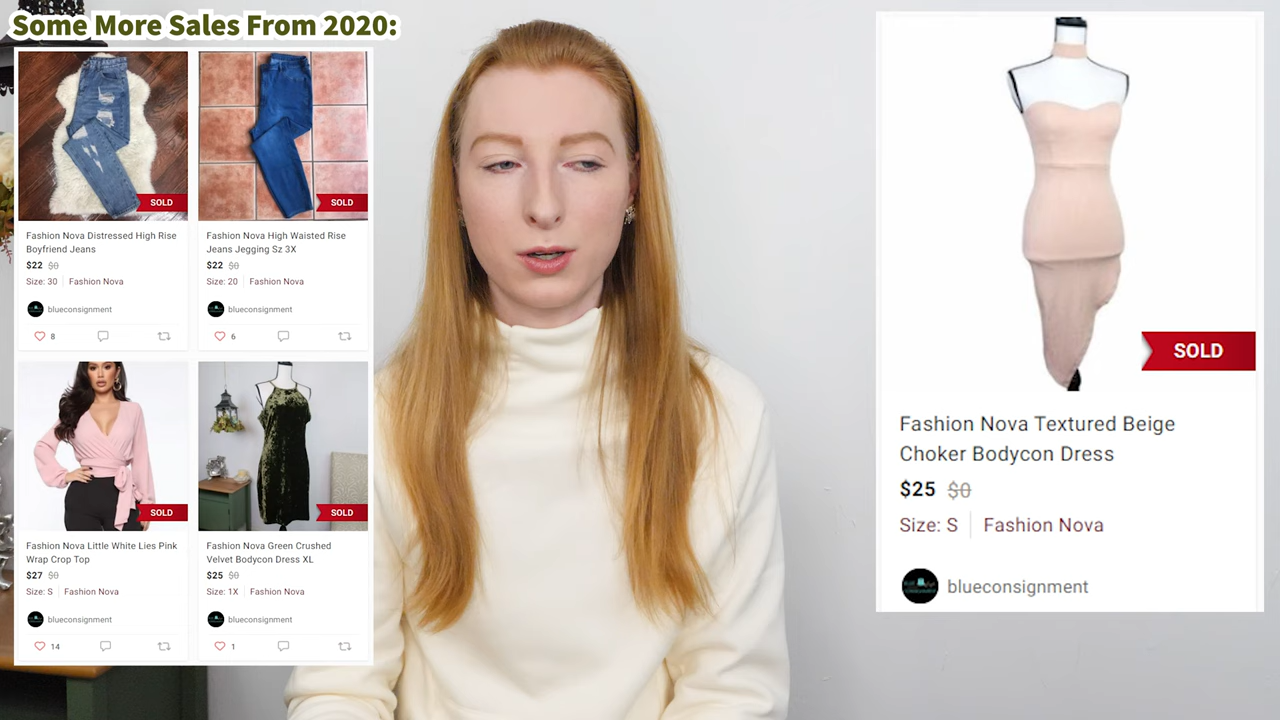 Some More Sales From 2020:
SOLD
Fashion Nova Distressed High Rise
Boyfriend Jeans
$22 $0
Size: 30 Fashion Nova
blueconsignment
8
SOLD
Fashion Nova High Waisted Rise
Jeans Jegging Sz 3X
$22 $0
Size: 20 Fashion Nova
blueconsignment
6
SOLD
Fashion Nova Little White Lies Pink
Wrap Crop Top
$27 $0
Size: S Fashion Nova
blueconsignment
14
SOLD
Fashion Nova Green Crushed
Velvet Bodycon Dress XL
$25 $0
Size: 1X Fashion Nova
blueconsignment
1
SOLD
Fashion Nova Textured Beige
Choker Bodycon Dress
$25 $0
Size: S Fashion Nova
blueconsignment